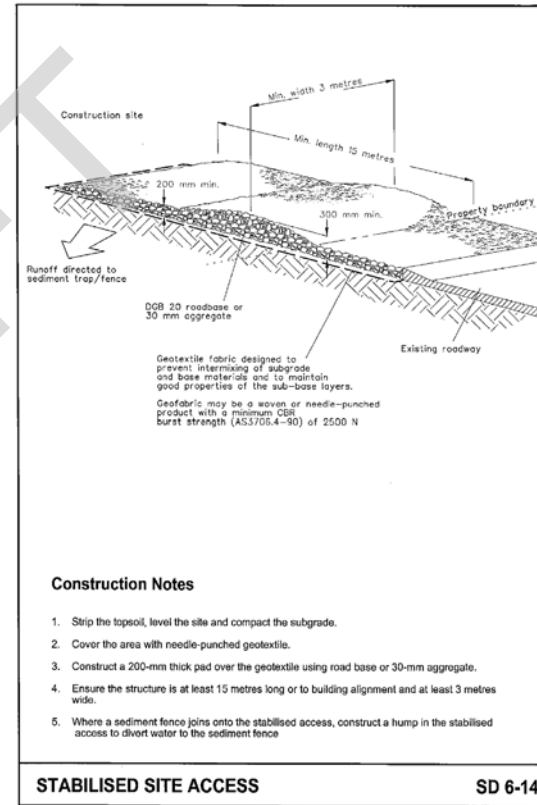 Construction site
Min. width 3 metres
Min. length 15 metres
200 mm min.
300 mm min.
Property boundary
Runoff directed to
sediment trap/fence
DGB 20 roadbase or
30 mm aggregate
Existing roadway
Geotextile fabric designed to
prevent intermixing of subgrade
and base materials and to maintain
good properties of the sub-base layers.
Geofabric may be a woven or needle-punched
product with a minimum CBR
burst strength (AS3706.4-90) of 2500 N
Construction Notes
1. Strip the topsoil, level the site and compact the subgrade.
2. Cover the area with needle-punched geotextile.
3. Construct a 200-mm thick pad over the geotextile using road base or 30-mm aggregate.
4. Ensure the structure is at least 15 metres long or to building alignment and at least 3 metres
wide.
5. Where a sediment fence joins onto the stabilised access, construct a hump in the stabilised
access to divert water to the sediment fence
STABILISED SITE ACCESS SD 6-14